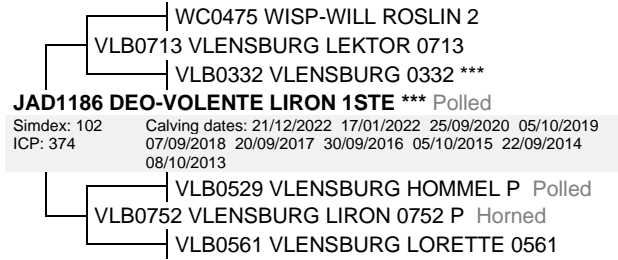 WC0475 WISP-WILL ROSLIN 2
VLB0713 VLENSBURG LEKTOR 0713
VLB0332 VLENSBURG 0332 ***
JAD1186 DEO-VOLENTE LIRON 1STE *** Polled
Simdex: 102 Calving dates: 21/12/2022 17/01/2022 25/09/2020 05/10/2019
ICP: 374 07/09/2018 20/09/2017 30/09/2016 05/10/2015 22/09/2014
08/10/2013
VLB0529 VLENSBURG HOMMEL P Polled
VLB0752 VLENSBURG LIRON 0752 P Horned
VLB0561 VLENSBURG LORETTE 0561